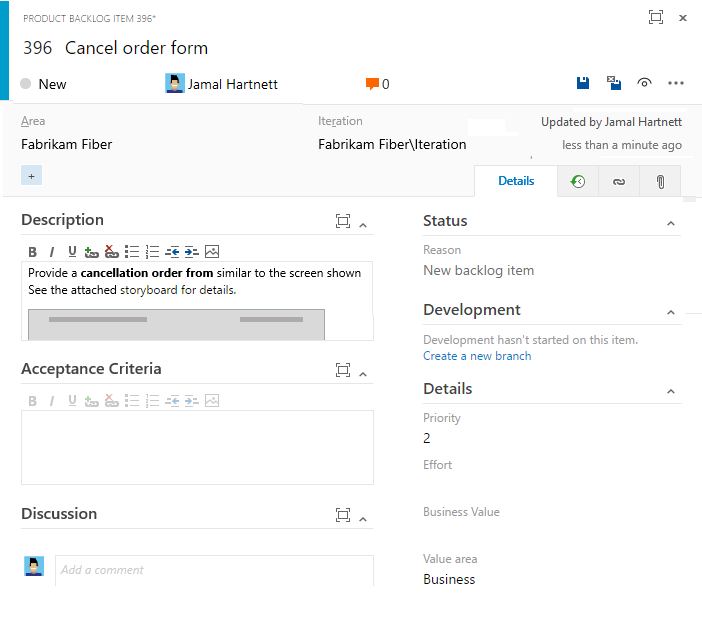 PRODUCT BACKLOG ITEM 396*
396 Cancel order form
New
Jamal Hartnett
0
Area
Fabrikam Fiber
Iteration
Fabrikam Fiber\Iteration
Updated by Jamal Hartnett
less than a minute ago
+
Details
Description
B I U
Provide a cancellation order from similar to the screen shown
See the attached storyboard for details.
Acceptance Criteria
B I U
Discussion
Add a comment
Status
Reason
New backlog item
Development
Development hasn't started on this item.
Create a new branch
Details
Priority
2
Effort
Business Value
Value area
Business